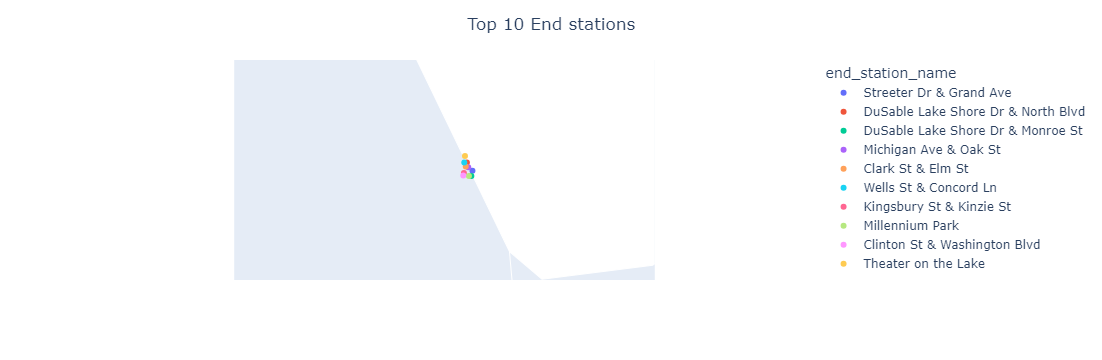 Top 10 End stations
end_station_name
Streeter Dr & Grand Ave
DuSable Lake Shore Dr & North Blvd
DuSable Lake Shore Dr & Monroe St
Michigan Ave & Oak St
Clark St & Elm St
Wells St & Concord Ln
Kingsbury St & Kinzie St
Millennium Park
Clinton St & Washington Blvd
Theater on the Lake